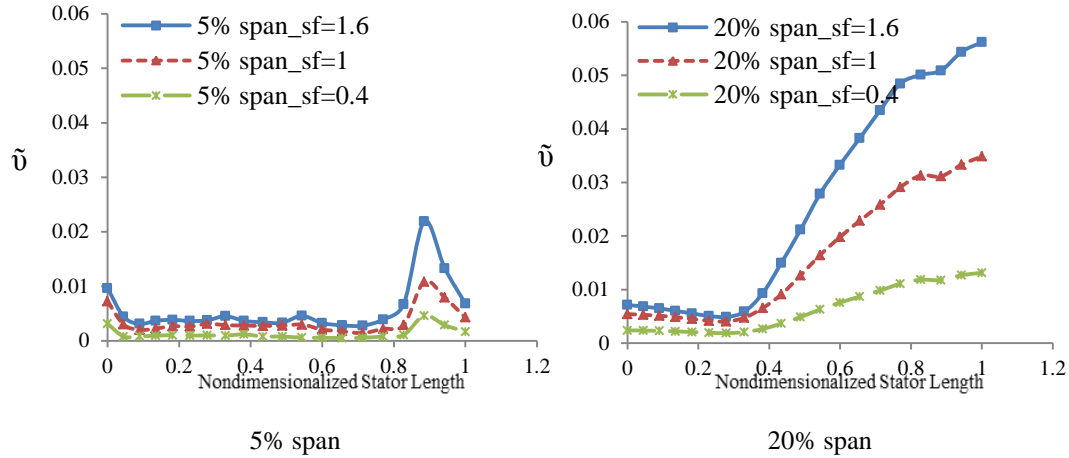 0.06
0.05
0.04
0.03
0.02
0.01
0
ῦ
5% span_sf=1.6
5% span_sf=1
5% span_sf=0.4
0 0.2 0.4 0.6 0.8 1 1.2
Nondimensionalized Stator Length
5% span
0.06
0.05
0.04
0.03
0.02
0.01
0
ῦ
20% span_sf=1.6
20% span_sf=1
20% span_sf=0.4
0 0.2 0.4 0.6 0.8 1 1.2
Nondimensionalized Stator Length
20% span